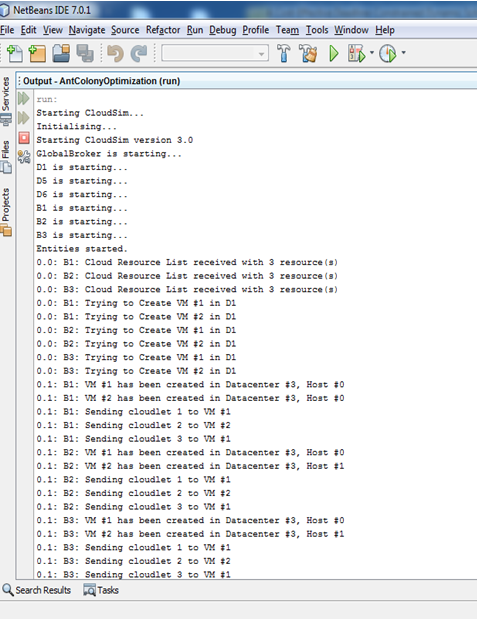 NetBeans IDE 7.0.1
File Edit View Navigate Source Refactor Run Debug Profile Team Tools Window Help
Services
Files
Projects
Output - AntColonyOptimization (run)
run:
Starting CloudSim...
Initialising...
Starting CloudSim version 3.0
GlobalBroker is starting...
D1 is starting...
D5 is starting...
D6 is starting...
B1 is starting...
B2 is starting...
B3 is starting...
Entities started.
0.0: B1: Cloud Resource List received with 3 resource(s)
0.0: B2: Cloud Resource List received with 3 resource(s)
0.0: B3: Cloud Resource List received with 3 resource(s)
0.0: B1: Trying to Create VM #1 in D1
0.0: B1: Trying to Create VM #2 in D1
0.0: B2: Trying to Create VM #1 in D1
0.0: B2: Trying to Create VM #2 in D1
0.0: B3: Trying to Create VM #1 in D1
0.0: B3: Trying to Create VM #2 in D1
0.1: B1: VM #1 has been created in Datacenter #3, Host #0
0.1: B1: VM #2 has been created in Datacenter #3, Host #0
0.1: B1: Sending cloudlet 1 to VM #1
0.1: B1: Sending cloudlet 2 to VM #2
0.1: B1: Sending cloudlet 3 to VM #1
0.1: B2: VM #1 has been created in Datacenter #3, Host #0
0.1: B2: VM #2 has been created in Datacenter #3, Host #1
0.1: B2: Sending cloudlet 1 to VM #1
0.1: B2: Sending cloudlet 2 to VM #2
0.1: B2: Sending cloudlet 3 to VM #1
0.1: B3: VM #1 has been created in Datacenter #3, Host #0
0.1: B3: VM #2 has been created in Datacenter #3, Host #1
0.1: B3: Sending cloudlet 1 to VM #1
0.1: B3: Sending cloudlet 2 to VM #2
0.1: B3: Sending cloudlet 3 to VM #1
Search Results Tasks